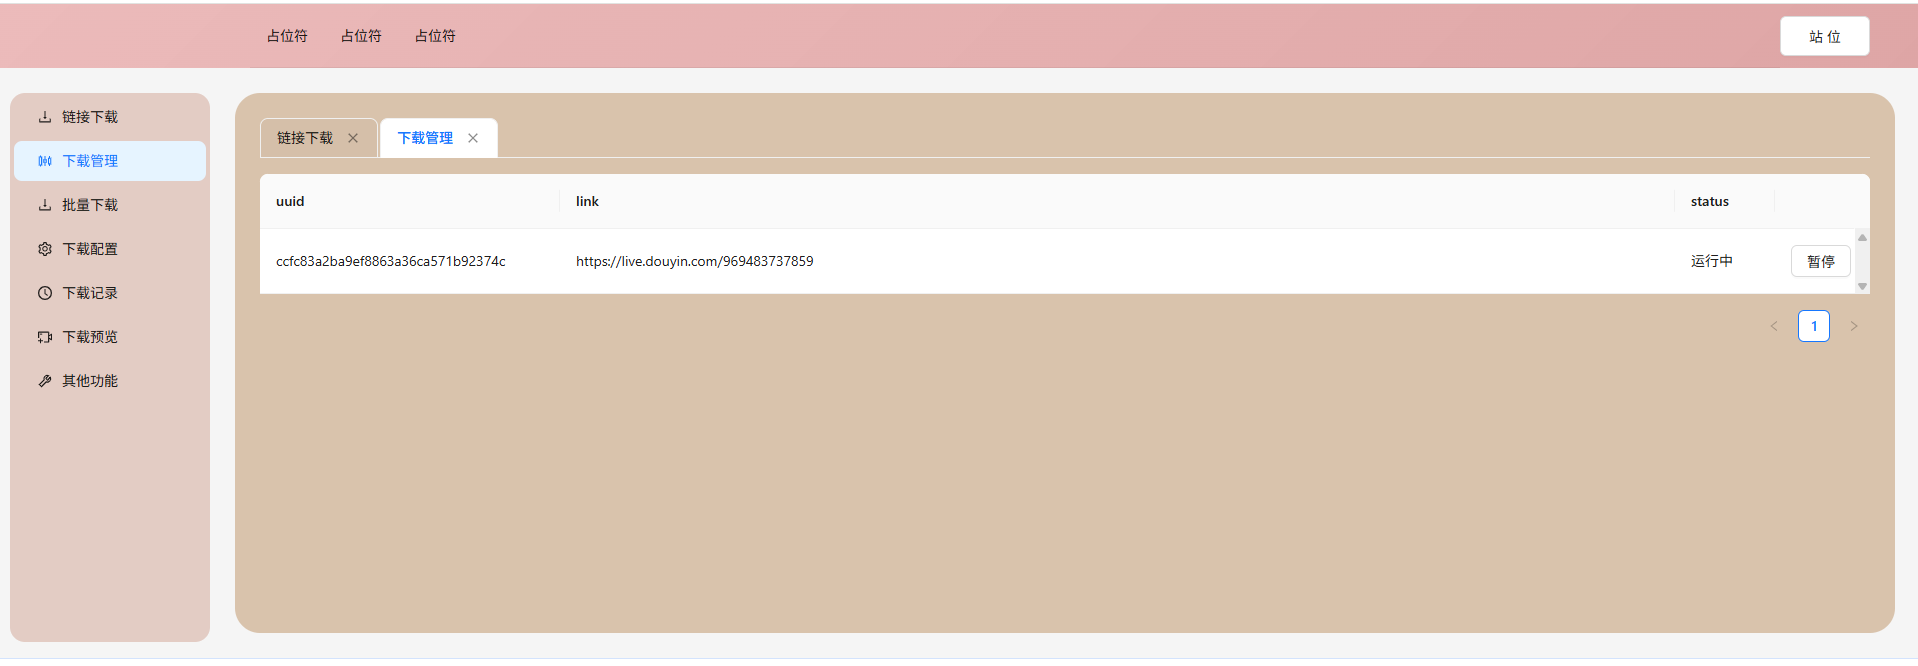 占位符 占位符 占位符 站 位
链接下载
下载管理
批量下载
下载配置
下载记录
下载预览
其他功能
链接下载 下载管理
uuid link status
ccfc83a2ba9ef8863a36ca571b92374c https://live.douyin.com/969483737859 运行中 暂停
1